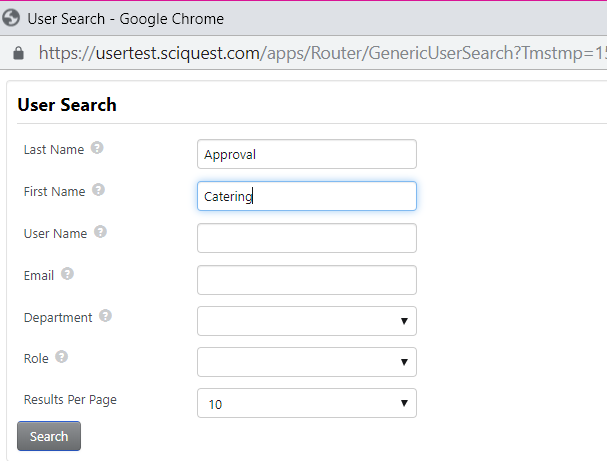 User Search - Google Chrome
https://usertest.sciquest.com/apps/Router/GenericUserSearch?Tmstmp=15
User Search
Last Name ?
Approval
First Name ?
Catering
User Name ?
Email ?
Department ?
Role ?
Results Per Page
10
Search